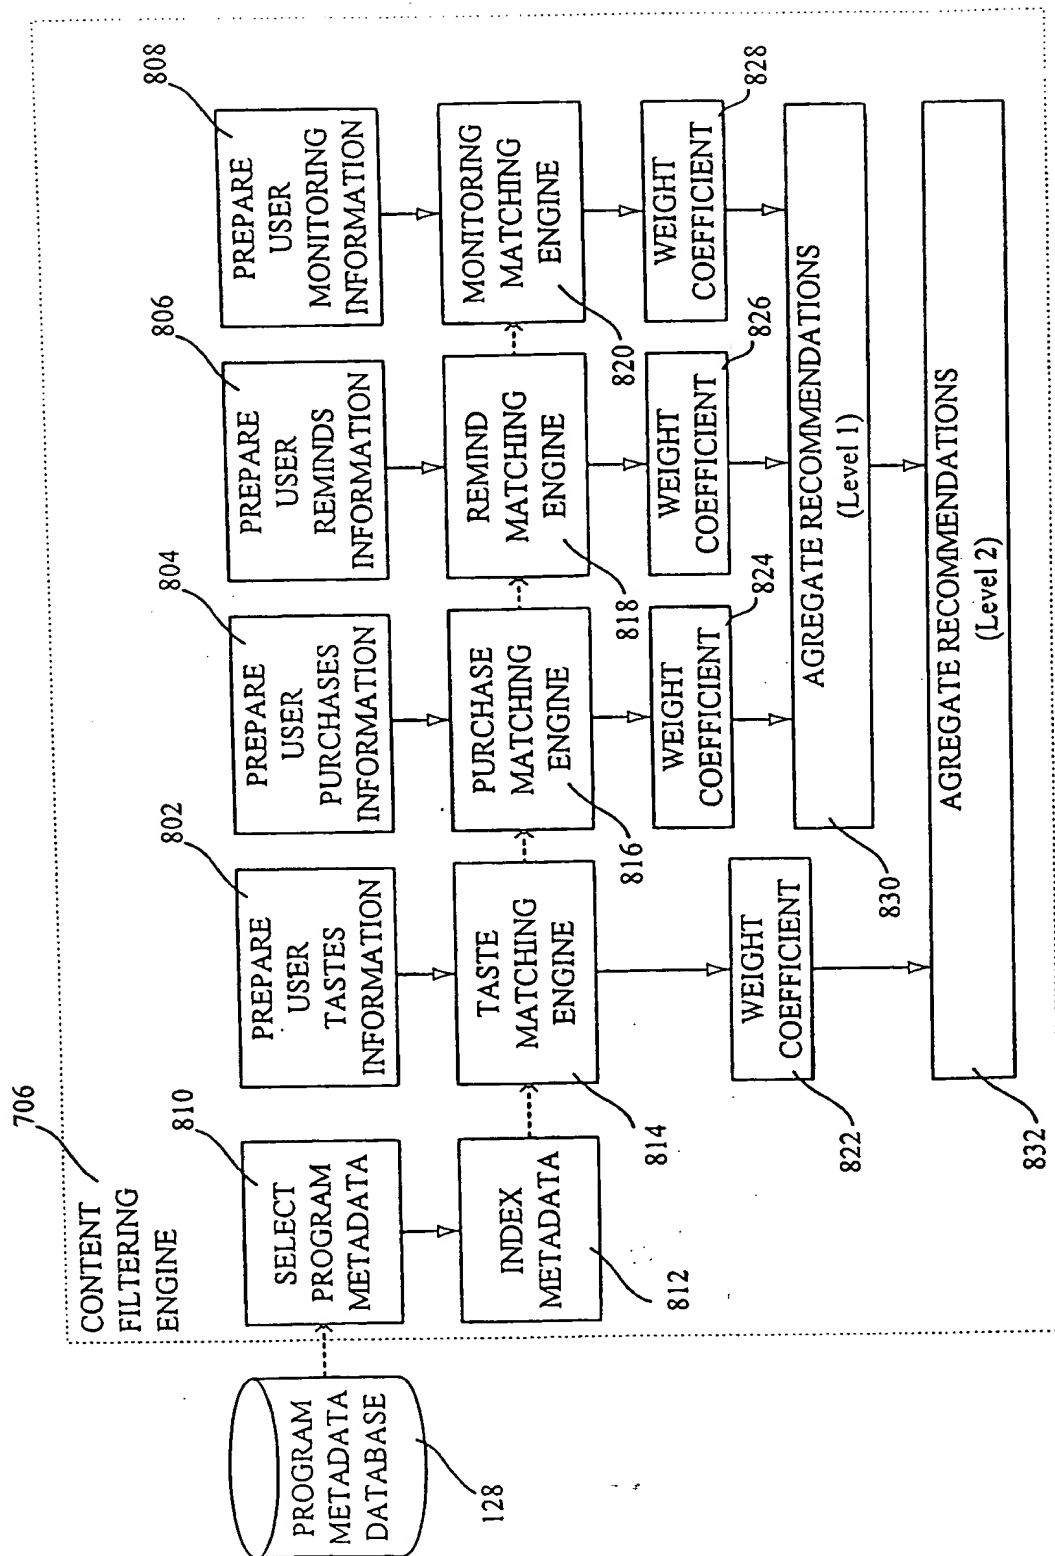 706
CONTENT
FILTERING
ENGINE
PROGRAM
METADATA
DATABASE
128
810
SELECT
PROGRAM
METADATA
INDEX
METADATA
812
802
PREPARE
USER
TASTES
INFORMATION
TASTE
MATCHING
ENGINE
814
WEIGHT
COEFFICIENT
822
804
PREPARE
USER
PURCHASES
INFORMATION
PURCHASE
MATCHING
ENGINE
816
WEIGHT
COEFFICIENT
824
806
PREPARE
USER
REMINDS
INFORMATION
REMIND
MATCHING
ENGINE
818
WEIGHT
COEFFICIENT
826
808
PREPARE
USER
MONITORING
INFORMATION
MONITORING
MATCHING
ENGINE
820
WEIGHT
COEFFICIENT
828
AGREGATE RECOMMENDATIONS
(Level 1)
830
AGREGATE RECOMMENDATIONS
(Level 2)
832